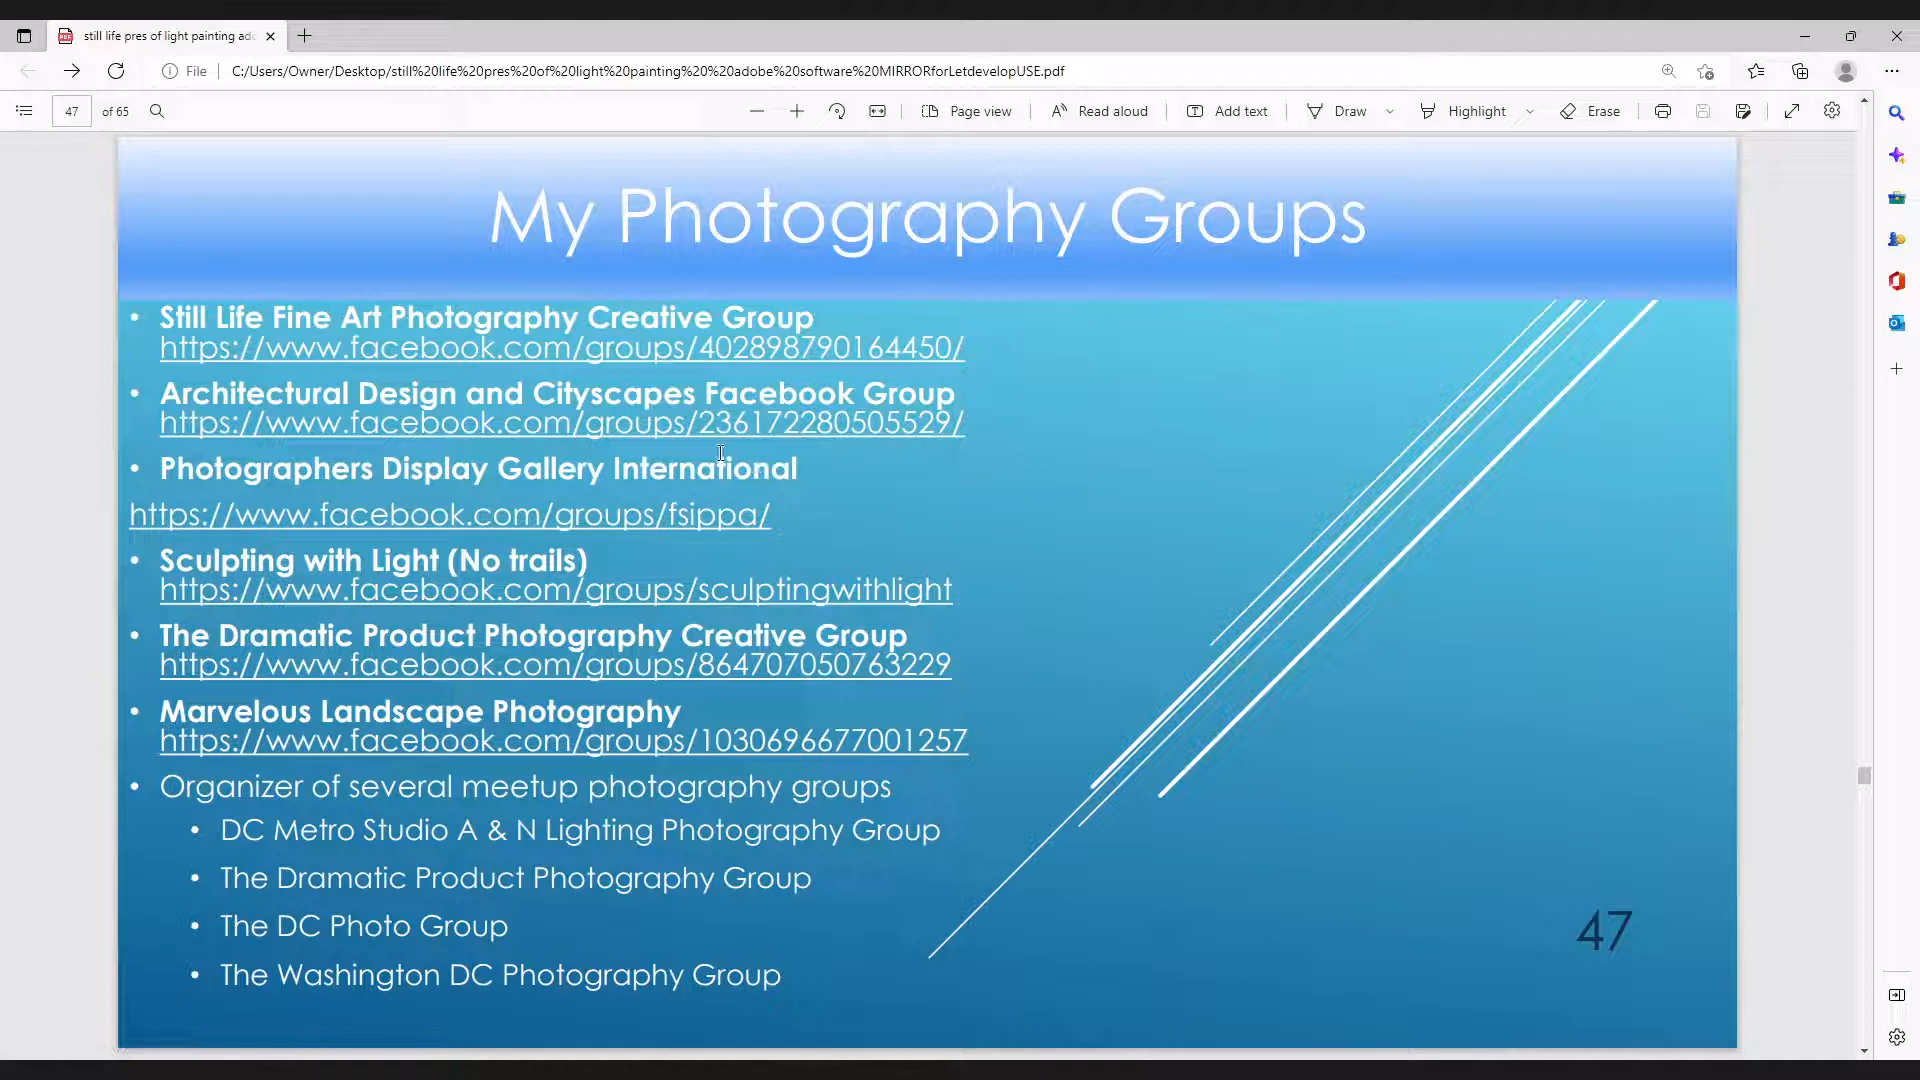 still life pres of light painting ado
File
C:/Users/Owner/Desktop/still%20life%20pres%20of%20light%20painting%20%20adobe%20software%20MIRRORforLetdevelopUSE.pdf
47 of 65
Page view
Read aloud
Add text
Draw
Highlight
Erase
My Photography Groups
• Still Life Fine Art Photography Creative Group
https://www.facebook.com/groups/402898790164450/
• Architectural Design and Cityscapes Facebook Group
https://www.facebook.com/groups/236172280505529/
• Photographers Display Gallery International
https://www.facebook.com/groups/fsippa/
• Sculpting with Light (No trails)
https://www.facebook.com/groups/sculptingwithlight
• The Dramatic Product Photography Creative Group
https://www.facebook.com/groups/864707050763229
• Marvelous Landscape Photography
https://www.facebook.com/groups/1030696677001257
• Organizer of several meetup photography groups
• DC Metro Studio A & N Lighting Photography Group
• The Dramatic Product Photography Group
• The DC Photo Group
• The Washington DC Photography Group
47